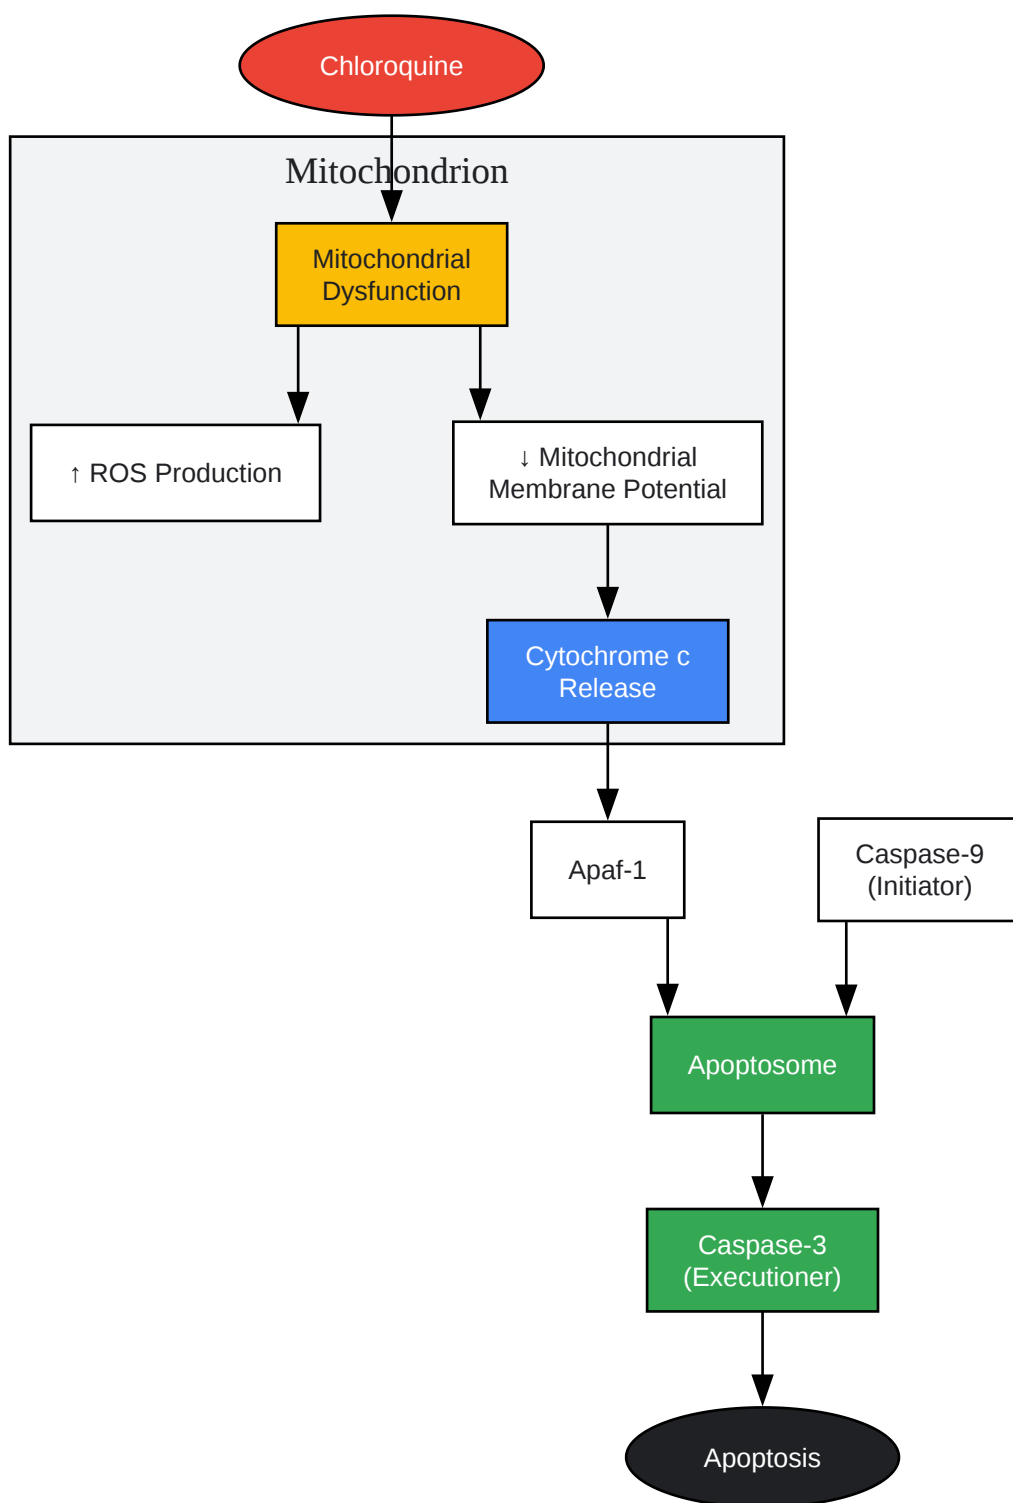 Chloroquine
Mitochondrion
Mitochondrial
Dysfunction
↑ ROS Production
↓ Mitochondrial
Membrane Potential
Cytochrome c
Release
Apaf-1
Caspase-9
(Initiator)
Apoptosome
Caspase-3
(Executioner)
Apoptosis